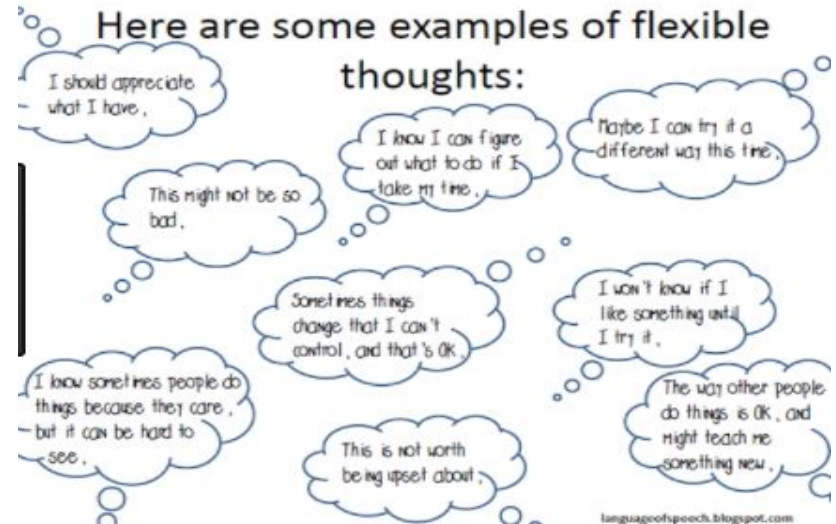 Here are some examples of flexible
thoughts:
I should appreciate
what I have.
I know I can figure
out what to do if I
take my time.
Maybe I can try it a
different way this time.
This might not be so
bad.
Sometimes things
change that I can't
control, and that's OK.
I won't know if I
like something until
I try it.
I know sometimes people do
things because they care,
but it can be hard to
see.
This is not worth
being upset about.
The way other people
do things is OK, and
might teach me
something new.
languageofspeech.blogspot.com